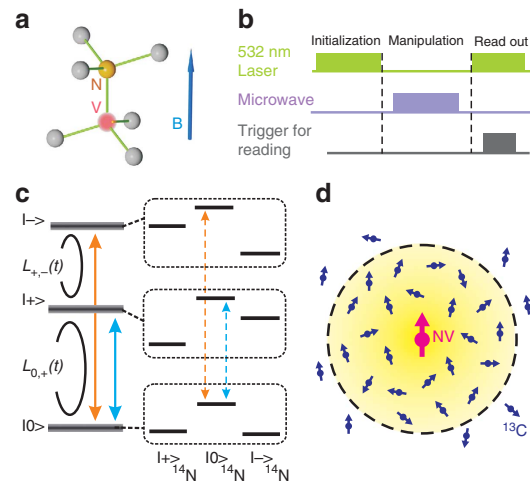 a
N
V
B
b
Initialization Manipulation Read out
532 nm
Laser
Microwave
Trigger for
reading
c
|−>
L+,−(t)
|+>
L0,+(t)
|0>
|+>14N |0>14N |−>14N
d
NV
13C